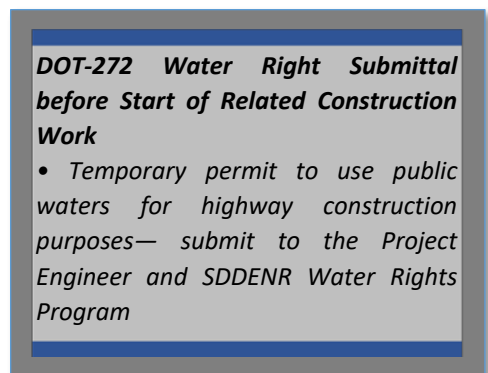 DOT-272 Water Right Submittal
before Start of Related Construction
Work
• Temporary permit to use public
waters for highway construction
purposes— submit to the Project
Engineer and SDDENR Water Rights
Program